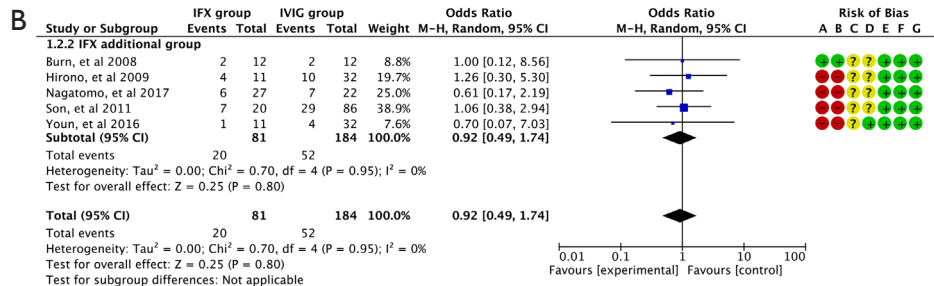 B
IFX group IVIG group Odds Ratio Odds Ratio Risk of Bias
Study or Subgroup Events Total Events Total Weight M-H, Random, 95% CI M-H, Random, 95% CI A B C D E F G
1.2.2 IFX additional group
Burn, et al 2008 2 12 2 12 8.8% 1.00 [0.12, 8.56] + + ? ? + + +
Hirono, et al 2009 4 11 10 32 19.7% 1.26 [0.30, 5.30] − − ? ? + + +
Nagatomo, et al 2017 6 27 7 22 25.0% 0.61 [0.17, 2.19] − − ? ? + + +
Son, et al 2011 7 20 29 86 38.9% 1.06 [0.38, 2.94] − − ? ? + + +
Youn, et al 2016 1 11 4 32 7.6% 0.70 [0.07, 7.03] − − ? + + + +
Subtotal (95% CI) 81 184 100.0% 0.92 [0.49, 1.74]
Total events 20 52
Heterogeneity: Tau² = 0.00; Chi² = 0.70, df = 4 (P = 0.95); I² = 0%
Test for overall effect: Z = 0.25 (P = 0.80)
Total (95% CI) 81 184 100.0% 0.92 [0.49, 1.74]
Total events 20 52
Heterogeneity: Tau² = 0.00; Chi² = 0.70, df = 4 (P = 0.95); I² = 0%
Test for overall effect: Z = 0.25 (P = 0.80)
Test for subgroup differences: Not applicable
0.01 0.1 1 10 100
Favours [experimental] Favours [control]